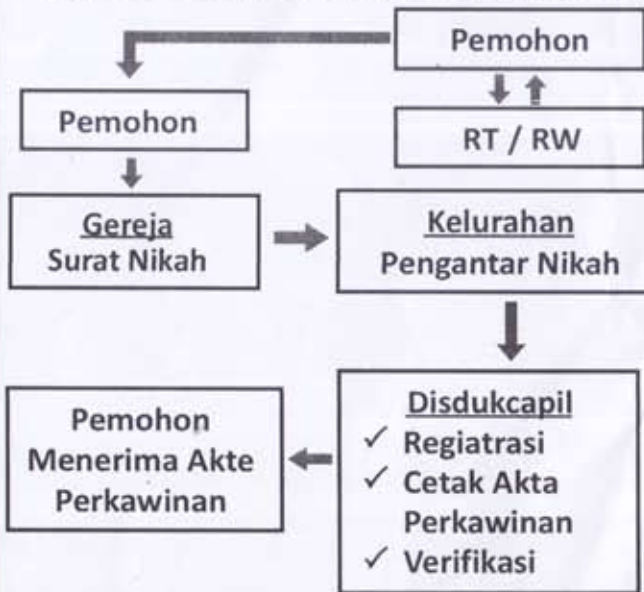 Pemohon
RT / RW
Pemohon
Gereja
Surat Nikah
Kelurahan
Pengantar Nikah
Disdukcapil
✓ Regiatrasi
✓ Cetak Akta
Perkawinan
✓ Verifikasi
Pemohon
Menerima Akte
Perkawinan